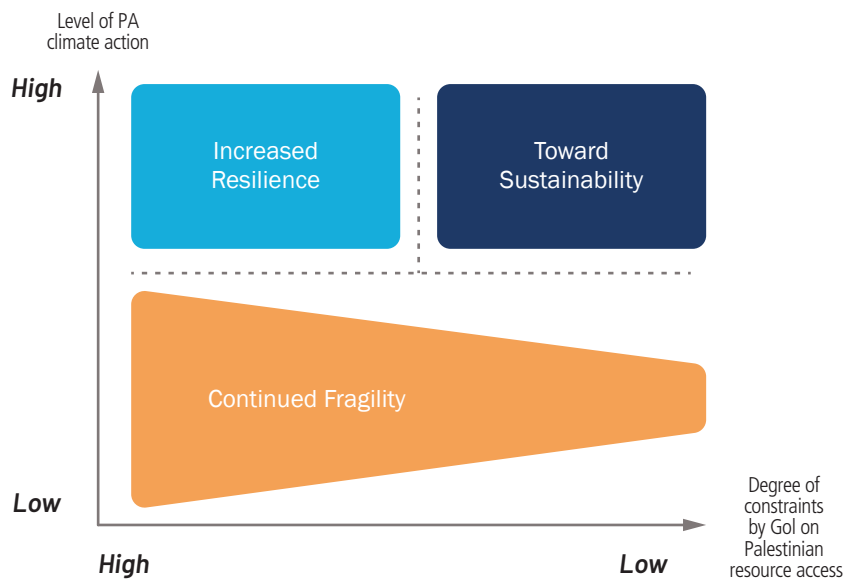 Level of PA
climate action
High
Increased
Resilience
Toward
Sustainability
Continued Fragility
Low
High
Low
Degree of
constraints
by GoI on
Palestinian
resource access